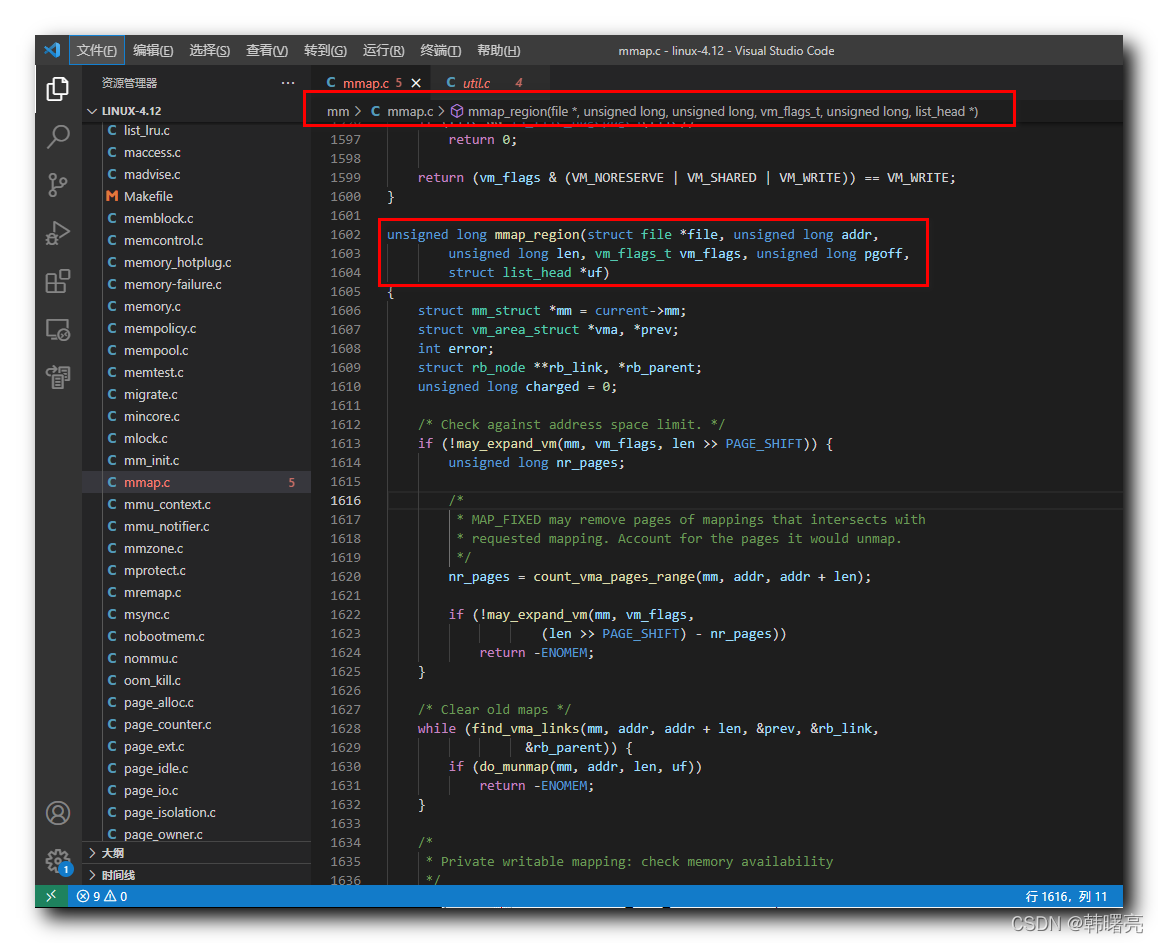 文件(F) 编辑(E) 选择(S) 查看(V) 转到(G) 运行(R) 终端(T) 帮助(H) mmap.c - linux-4.12 - Visual Studio Code
资源管理器 ···
LINUX-4.12
list_lru.c
maccess.c
madvise.c
Makefile
memblock.c
memcontrol.c
memory_hotplug.c
memory-failure.c
memory.c
mempolicy.c
mempool.c
memtest.c
migrate.c
mincore.c
mlock.c
mm_init.c
mmap.c 5
mmu_context.c
mmu_notifier.c
mmzone.c
mprotect.c
mremap.c
msync.c
nobootmem.c
nommu.c
oom_kill.c
page_alloc.c
page_counter.c
page_ext.c
page_idle.c
page_io.c
page_isolation.c
page_owner.c
大纲
时间线
mmap.c 5 × util.c 4
mm > mmap.c > mmap_region(file *, unsigned long, unsigned long, vm_flags_t, unsigned long, list_head *)
1597 return 0;
1598
1599 return (vm_flags & (VM_NORESERVE | VM_SHARED | VM_WRITE)) == VM_WRITE;
1600 }
1601
1602 unsigned long mmap_region(struct file *file, unsigned long addr,
1603 unsigned long len, vm_flags_t vm_flags, unsigned long pgoff,
1604 struct list_head *uf)
1605 {
1606 struct mm_struct *mm = current->mm;
1607 struct vm_area_struct *vma, *prev;
1608 int error;
1609 struct rb_node **rb_link, *rb_parent;
1610 unsigned long charged = 0;
1611
1612 /* Check against address space limit. */
1613 if (!may_expand_vm(mm, vm_flags, len >> PAGE_SHIFT)) {
1614 unsigned long nr_pages;
1615
1616 /*
1617 * MAP_FIXED may remove pages of mappings that intersects with
1618 * requested mapping. Account for the pages it would unmap.
1619 */
1620 nr_pages = count_vma_pages_range(mm, addr, addr + len);
1621
1622 if (!may_expand_vm(mm, vm_flags,
1623 (len >> PAGE_SHIFT) - nr_pages))
1624 return -ENOMEM;
1625 }
1626
1627 /* Clear old maps */
1628 while (find_vma_links(mm, addr, addr + len, &prev, &rb_link,
1629 &rb_parent)) {
1630 if (do_munmap(mm, addr, len, uf))
1631 return -ENOMEM;
1632 }
1633
1634 /*
1635 * Private writable mapping: check memory availability
1636 */
1
9 0 行 1616，列 11
CSDN @韩曙亮